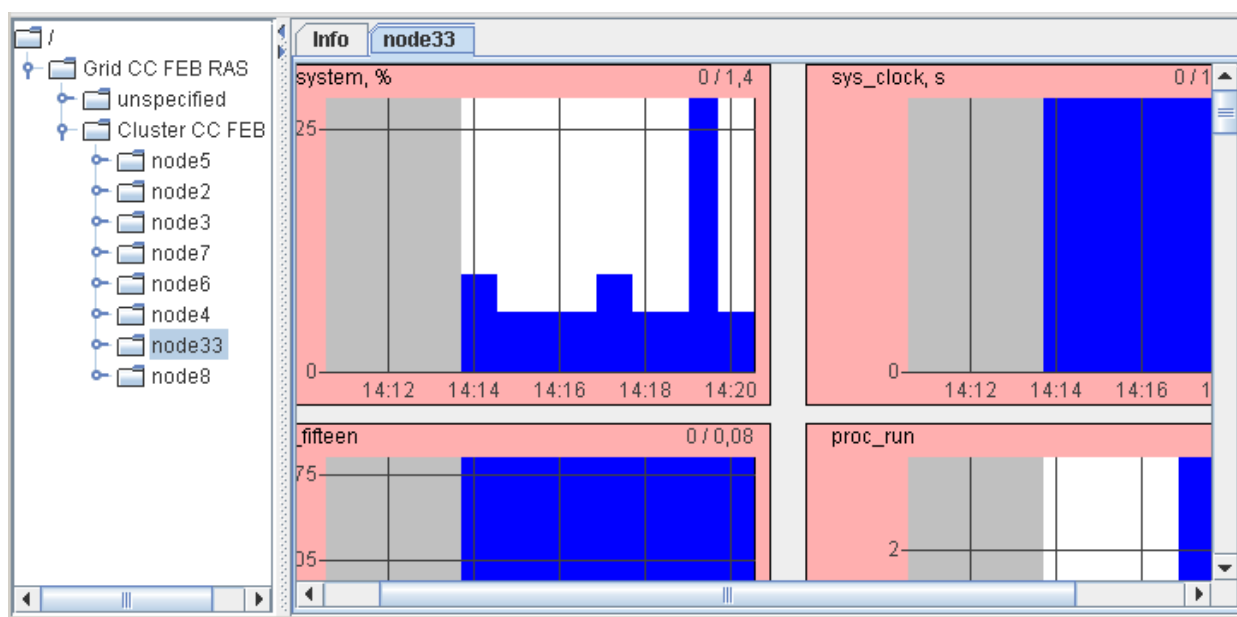 /
Grid CC FEB RAS
unspecified
Cluster CC FEB
node5
node2
node3
node7
node6
node4
node33
node8
Info node33
system, % 0 / 1,4
25
0
14:12 14:14 14:16 14:18 14:20
sys_clock, s 0 / 1
0
14:12 14:14 14:16 1
_fifteen 0 / 0,08
75
05
proc_run
2